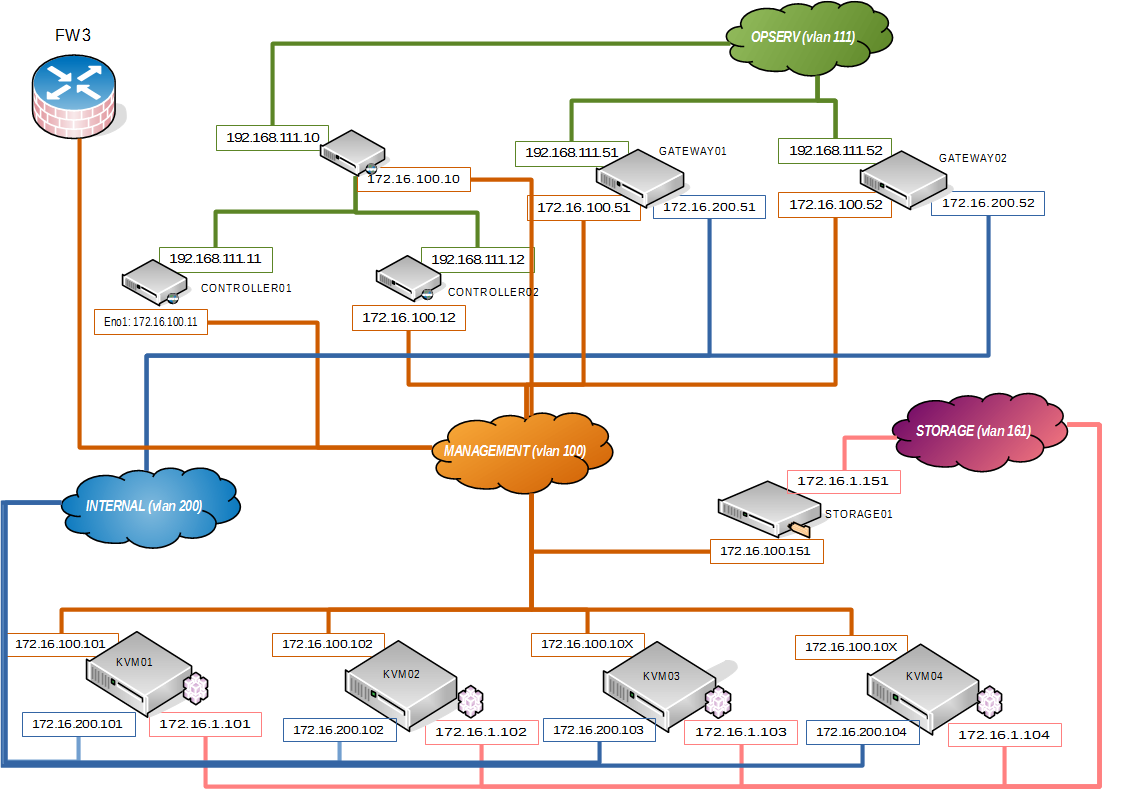 FW3
OPSERV (vlan 111)
192.168.111.10
172.16.100.10
192.168.111.51
GATEWAY01
172.16.100.51
172.16.200.51
192.168.111.52
GATEWAY02
172.16.100.52
172.16.200.52
192.168.111.11
CONTROLLER01
Eno1: 172.16.100.11
192.168.111.12
CONTROLLER02
172.16.100.12
MANAGEMENT (vlan 100)
STORAGE (vlan 161)
INTERNAL (vlan 200)
172.16.1.151
STORAGE01
172.16.100.151
172.16.100.101
KVM01
172.16.200.101
172.16.1.101
172.16.100.102
KVM02
172.16.200.102
172.16.1.102
172.16.100.10X
KVM03
172.16.200.103
172.16.1.103
172.16.100.10X
KVM04
172.16.200.104
172.16.1.104